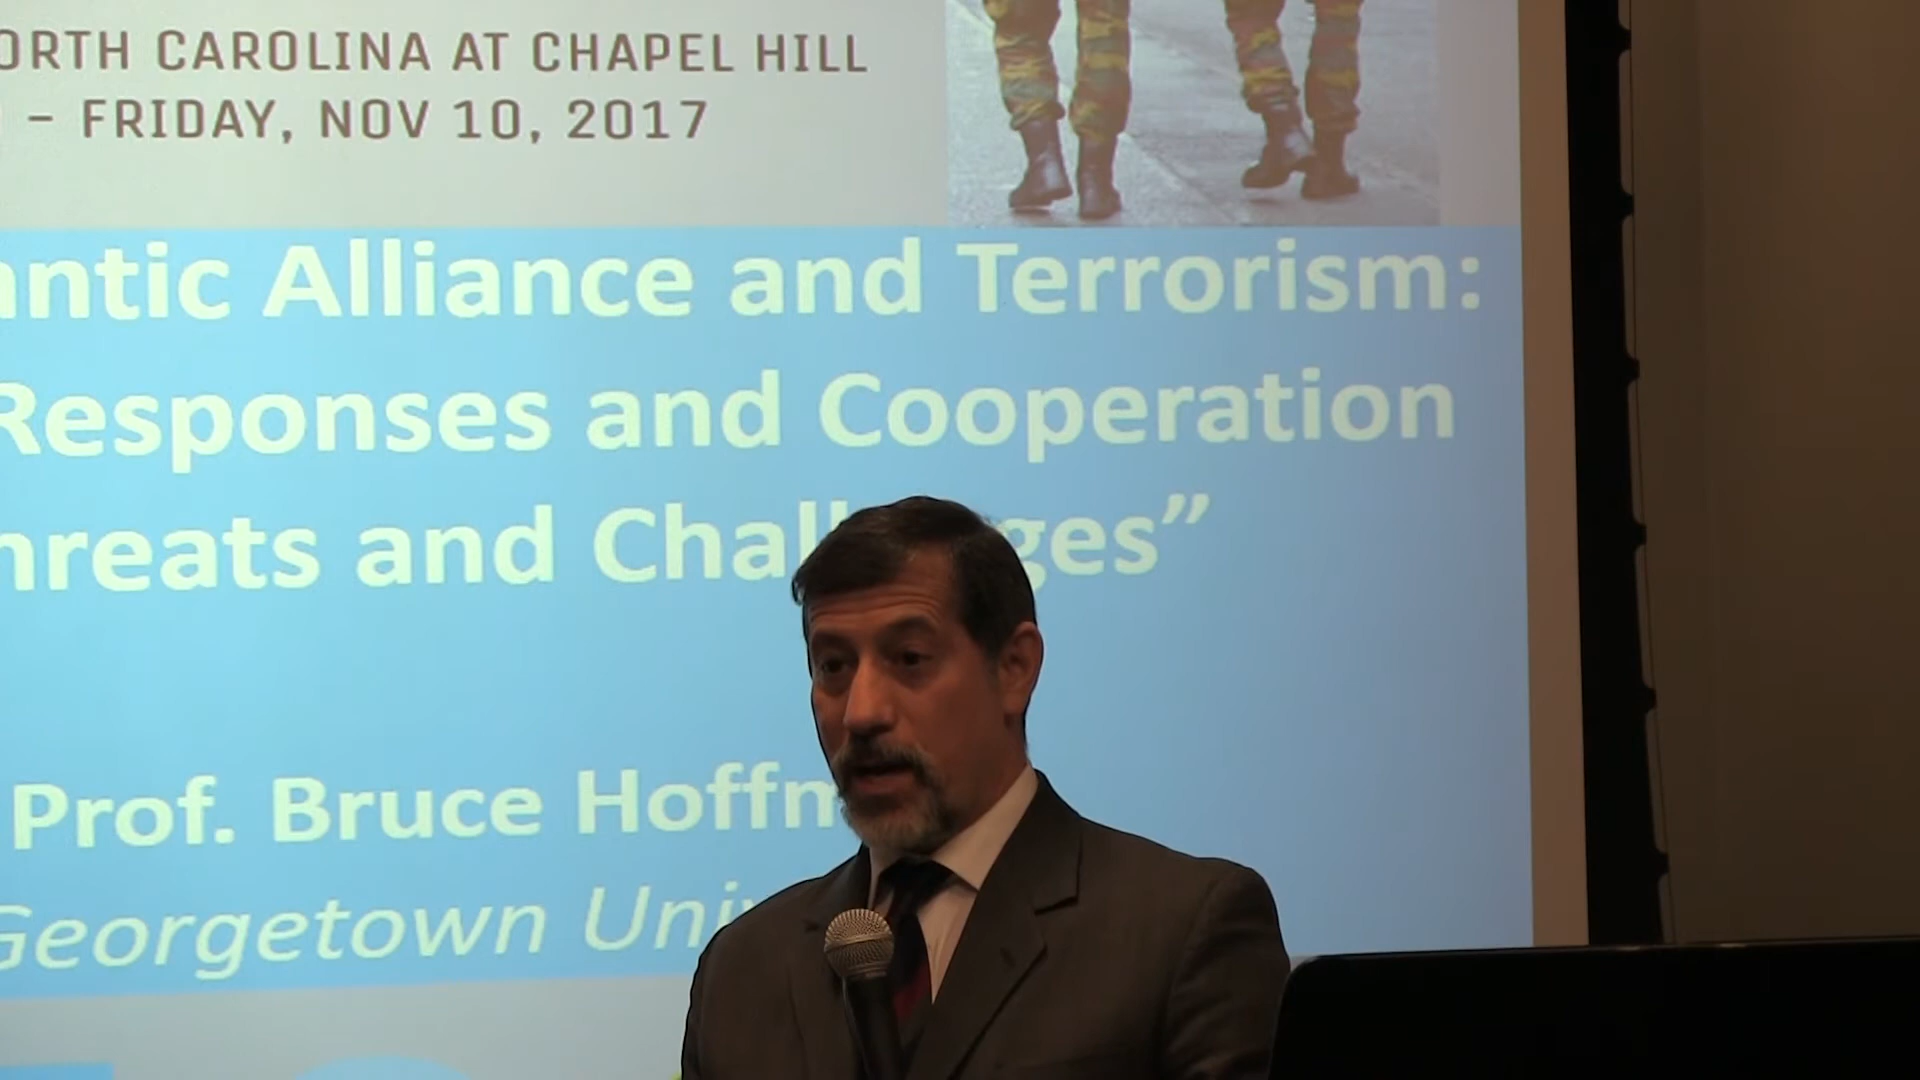 ORTH CAROLINA AT CHAPEL HILL
– FRIDAY, NOV 10, 2017
antic Alliance and Terrorism:
Responses and Cooperation
hreats and Chal ges”
Prof. Bruce Hoffm
Georgetown Uni